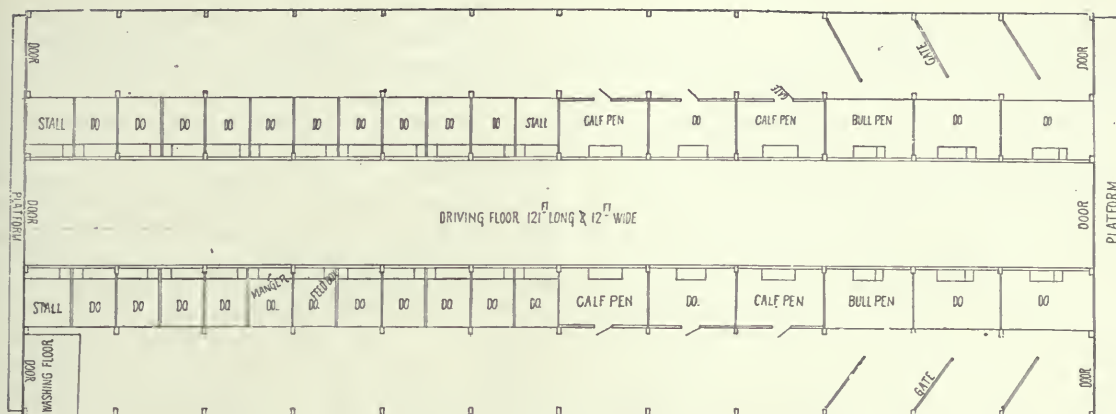 DOOR
GATE
DOOR
GATE
STALL DO DO DO DO DO DO DO DO DO DO STALL CALF PEN DO CALF PEN BULL PEN DO DO
PLATFORM
DOOR
DRIVING FLOOR 121 FT LONG & 12 FT WIDE
DOOR
PLATFORM
MANGER
FEED BOX
STALL DO DO DO DO DO. DO. DO DO DO DO DO. CALF PEN DO. CALF PEN BULL PEN DO DO
DOOR
WASHING FLOOR
GATE
DOOR